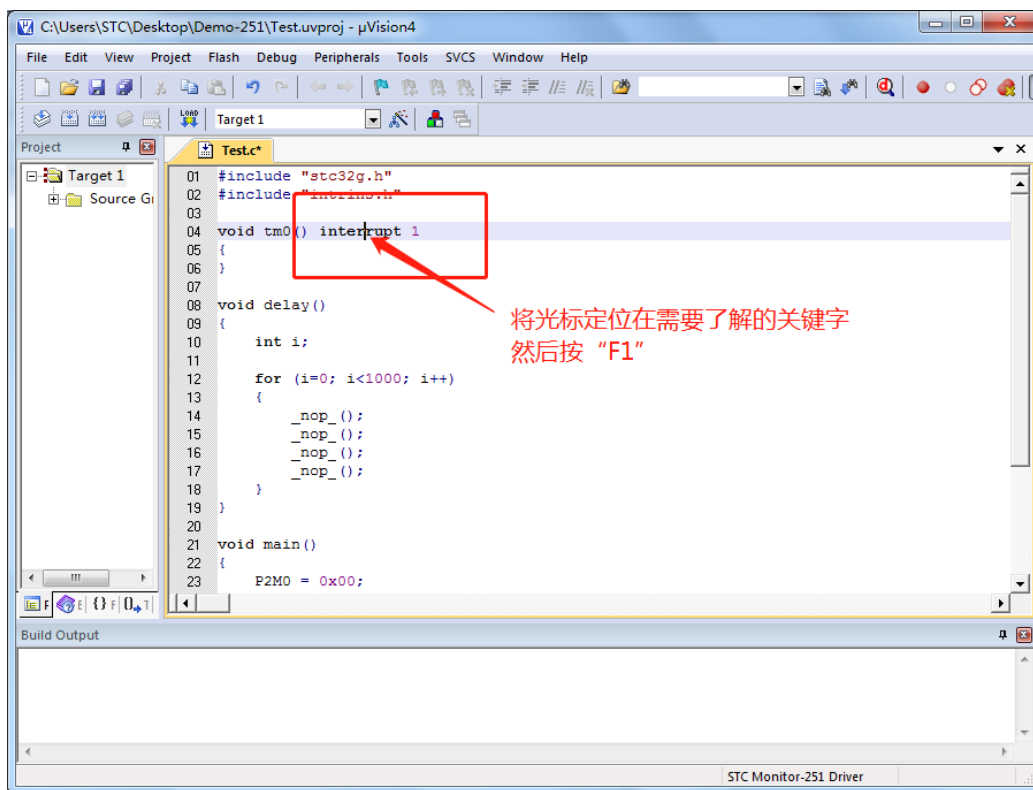 C:\Users\STC\Desktop\Demo-251\Test.uvproj - µVision4
File Edit View Project Flash Debug Peripherals Tools SVCS Window Help
LOAD Target 1
Project
Test.c*
Target 1
Source Gr
01 #include "stc32g.h"
02 #include "intrins.h"
03
04 void tm0() interrupt 1
05 {
06 }
07
08 void delay()
09 {
10 int i;
11
12 for (i=0; i<1000; i++)
13 {
14 _nop_();
15 _nop_();
16 _nop_();
17 _nop_();
18 }
19 }
20
21 void main()
22 {
23 P2M0 = 0x00;
将光标定位在需要了解的关键字
然后按“F1”
Build Output
STC Monitor-251 Driver